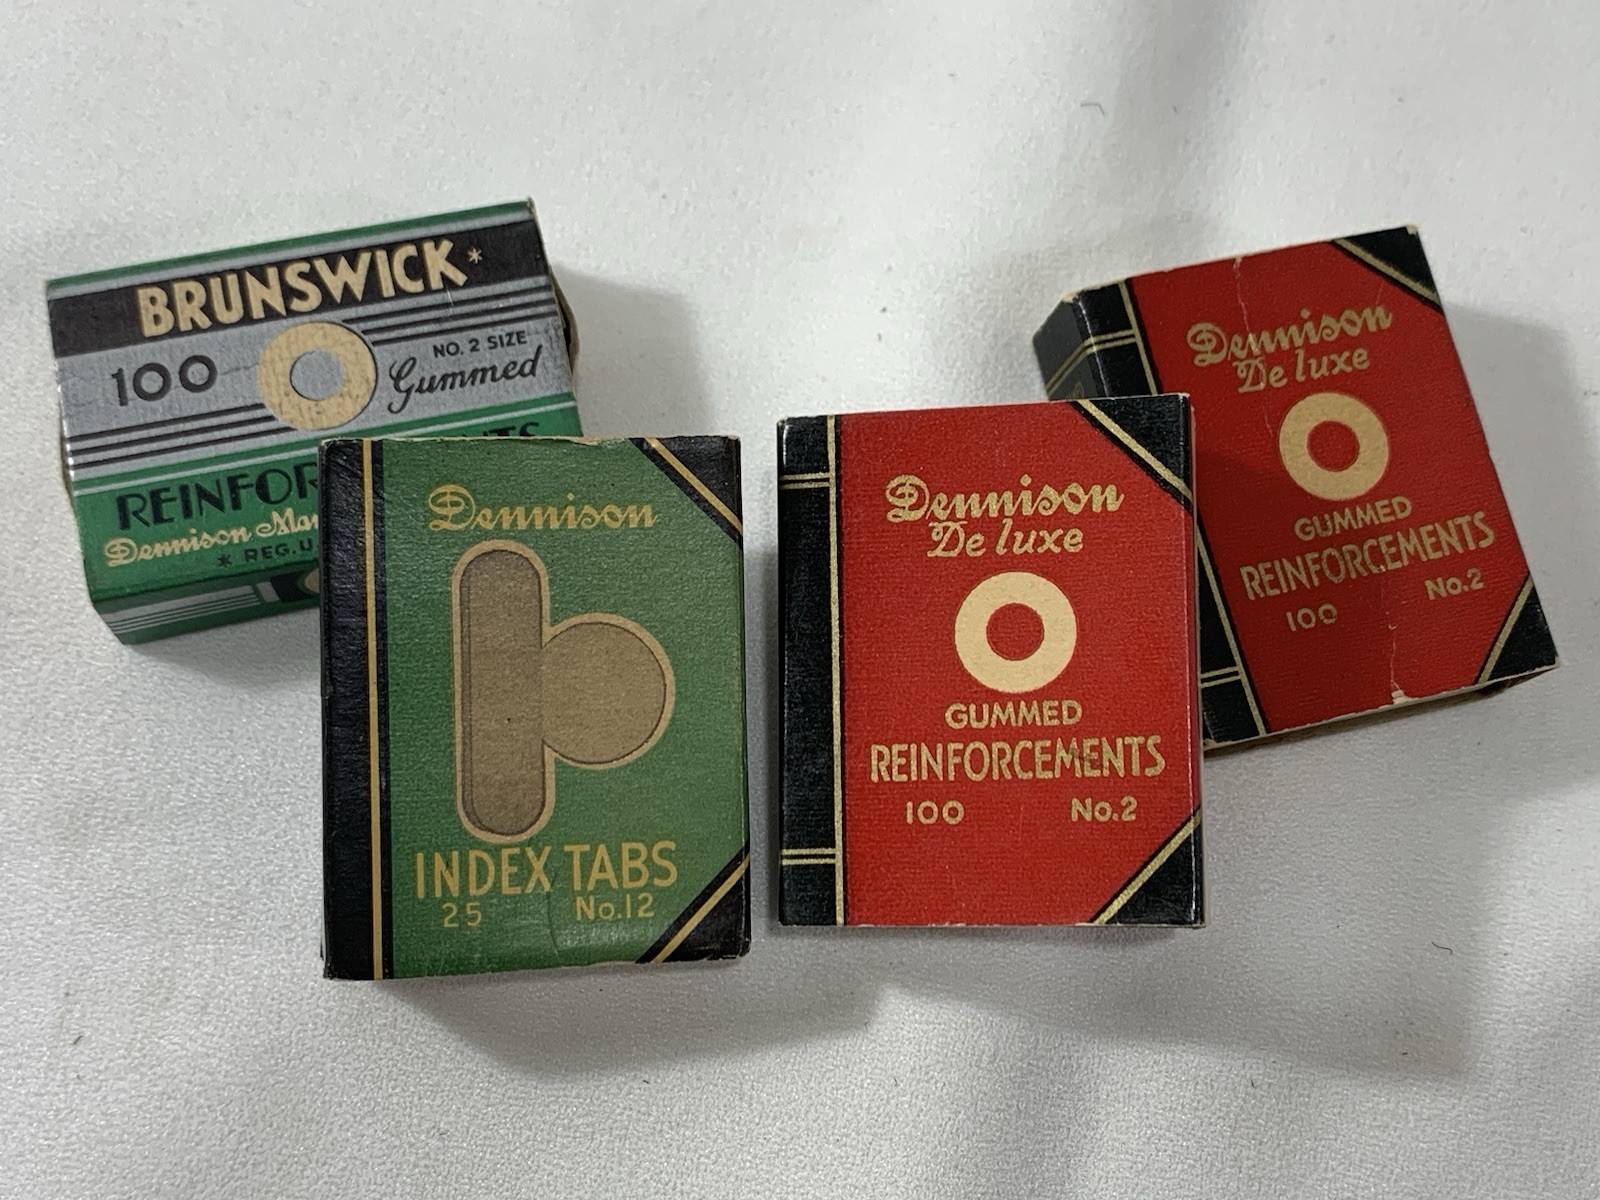 BRUNSWICK*
100
NO. 2 SIZE
Gummed
Dennison
* REG. U.
Dennison
INDEX TABS
25 No.12
Dennison
De luxe
GUMMED
REINFORCEMENTS
100 No.2
Dennison
De luxe
GUMMED
REINFORCEMENTS
No.2
100